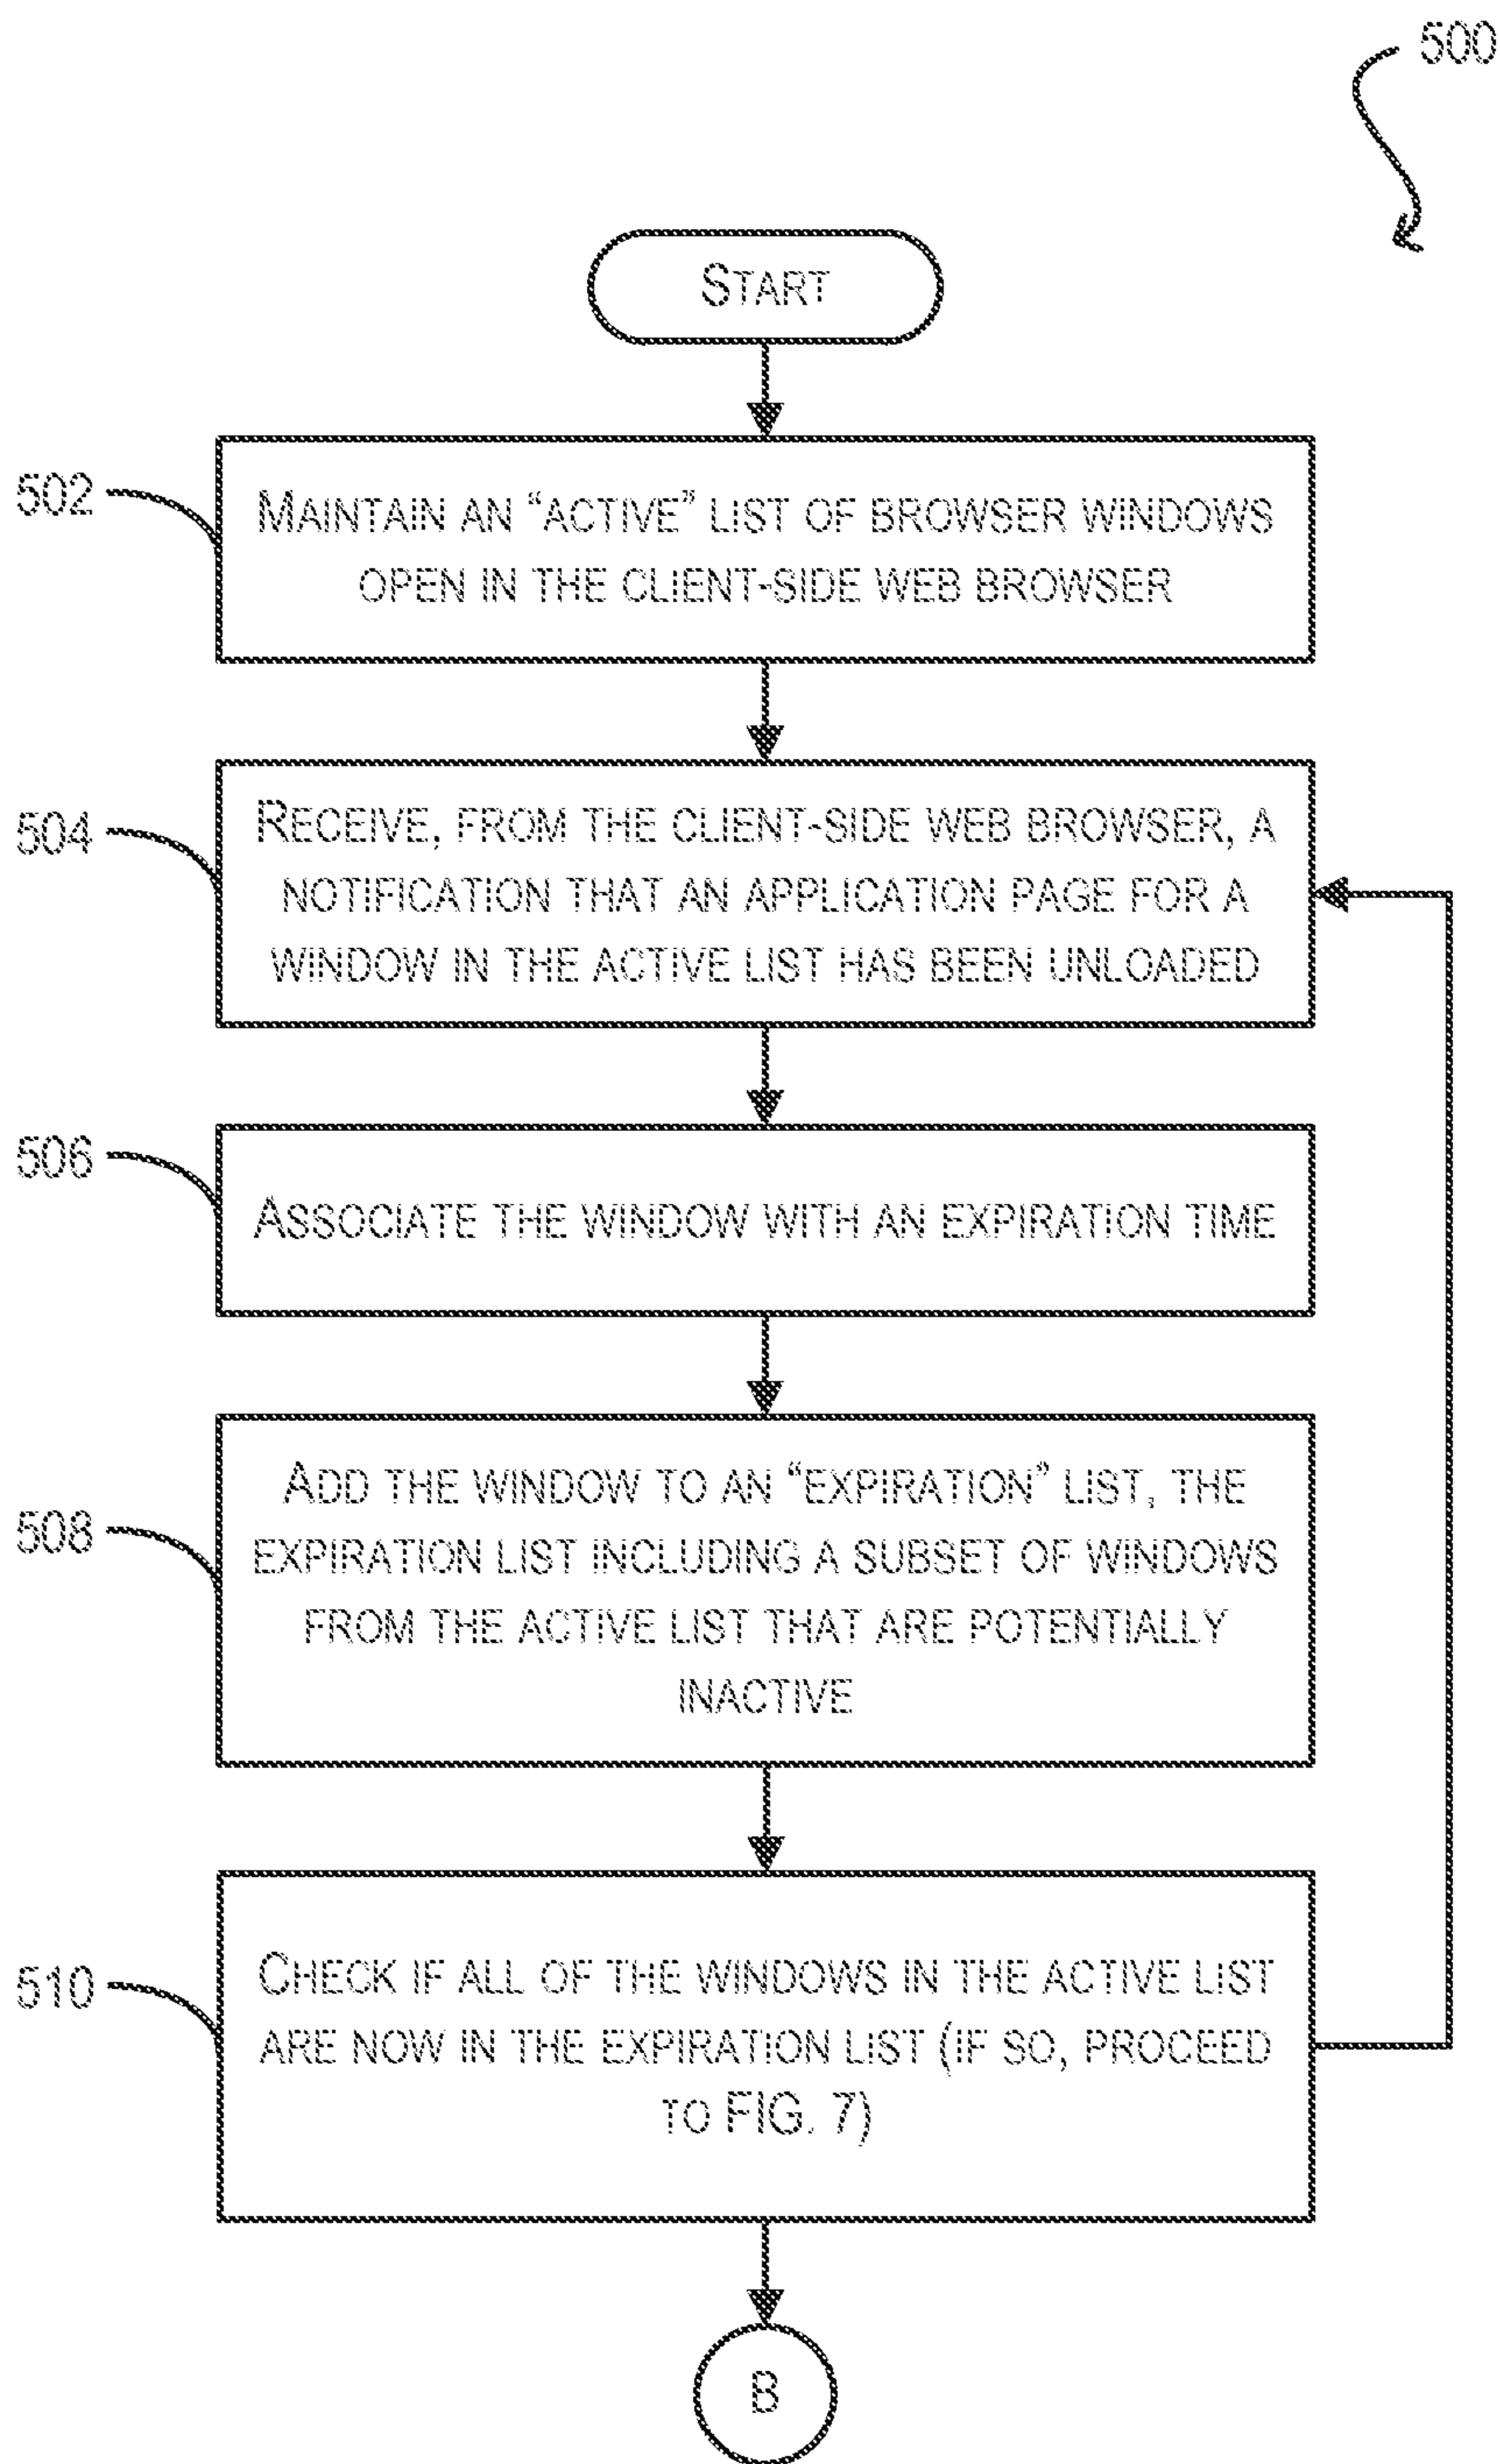 500
START
502
MAINTAIN AN “ACTIVE” LIST OF BROWSER WINDOWS
OPEN IN THE CLIENT-SIDE WEB BROWSER
504
RECEIVE, FROM THE CLIENT-SIDE WEB BROWSER, A
NOTIFICATION THAT AN APPLICATION PAGE FOR A
WINDOW IN THE ACTIVE LIST HAS BEEN UNLOADED
506
ASSOCIATE THE WINDOW WITH AN EXPIRATION TIME
508
ADD THE WINDOW TO AN “EXPIRATION” LIST, THE
EXPIRATION LIST INCLUDING A SUBSET OF WINDOWS
FROM THE ACTIVE LIST THAT ARE POTENTIALLY
INACTIVE
510
CHECK IF ALL OF THE WINDOWS IN THE ACTIVE LIST
ARE NOW IN THE EXPIRATION LIST (IF SO, PROCEED
TO FIG. 7)
B